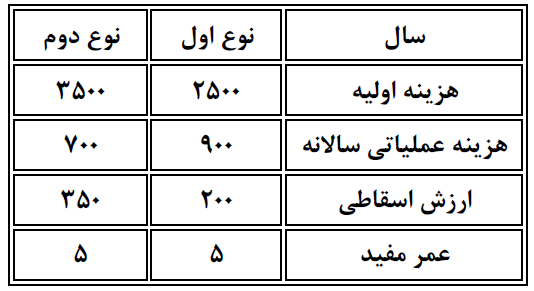 سال نوع اول نوع دوم
هزینه اولیه ۲۵۰۰ ۳۵۰۰
هزینه عملیاتی سالانه ۹۰۰ ۷۰۰
ارزش اسقاطی ۲۰۰ ۳۵۰
عمر مفید ۵ ۵